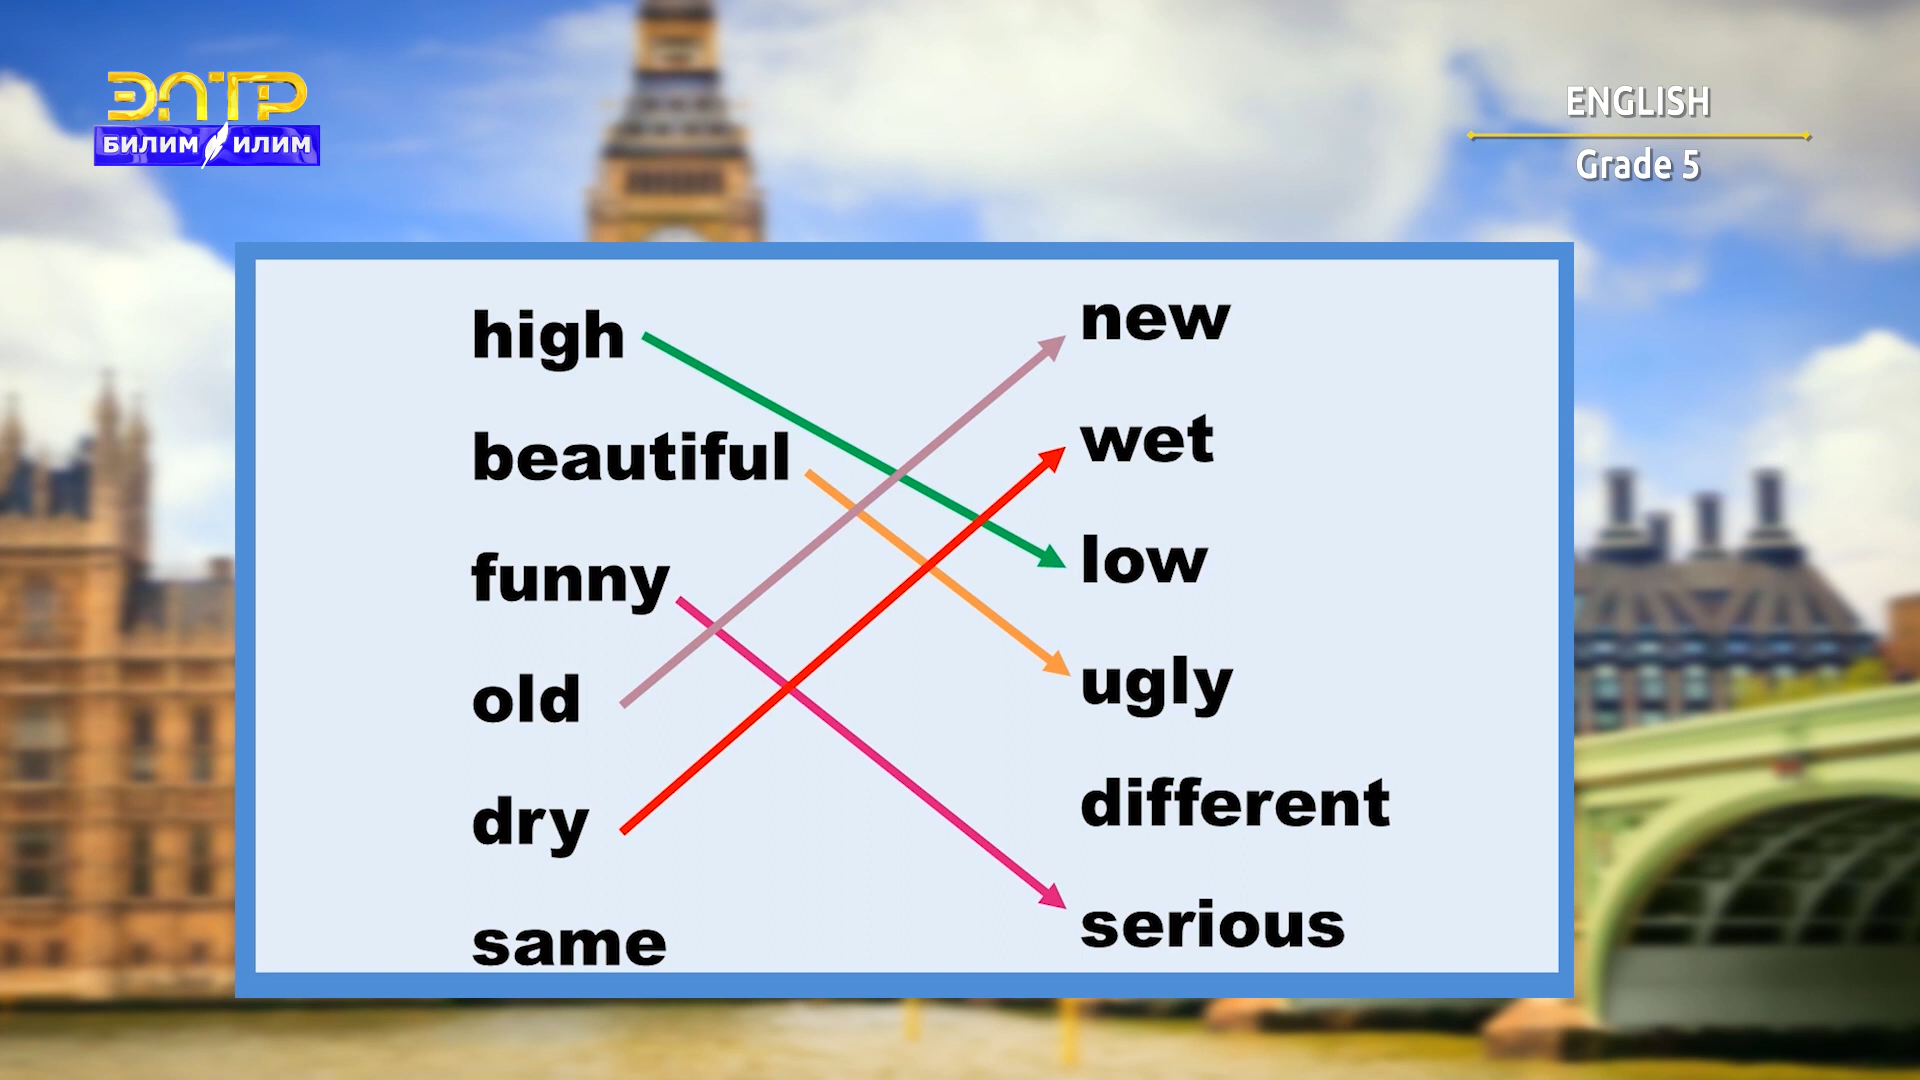 ЭЛТР
БИЛИМ ИЛИМ
ENGLISH
Grade 5
high
beautiful
funny
old
dry
same
new
wet
low
ugly
different
serious